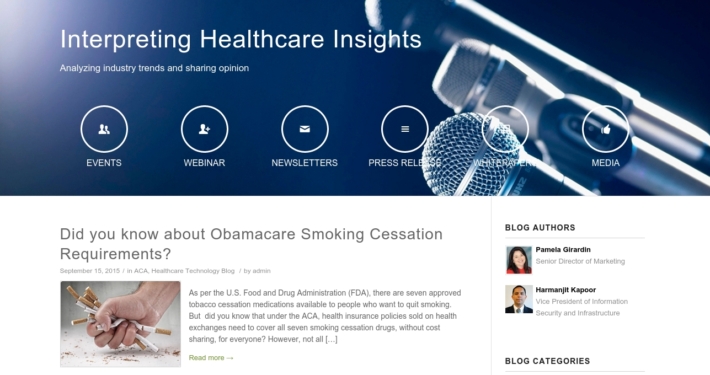 Interpreting Healthcare Insights
Analyzing industry trends and sharing opinion
EVENTS
WEBINAR
NEWSLETTERS
PRESS RELEASE
WHITEPAPERS
MEDIA
Did you know about Obamacare Smoking Cessation
Requirements?
September 15, 2015 / in ACA, Healthcare Technology Blog / by admin
As per the U.S. Food and Drug Administration (FDA), there are seven approved
tobacco cessation medications available to people who want to quit smoking.
But did you know that under the ACA, health insurance policies sold on health
exchanges need to cover all seven smoking cessation drugs, without cost
sharing, for everyone? However, not all […]
Read more →
BLOG AUTHORS
Pamela Girardin
Senior Director of Marketing
Harmanjit Kapoor
Vice President of Information
Security and Infrastructure
BLOG CATEGORIES